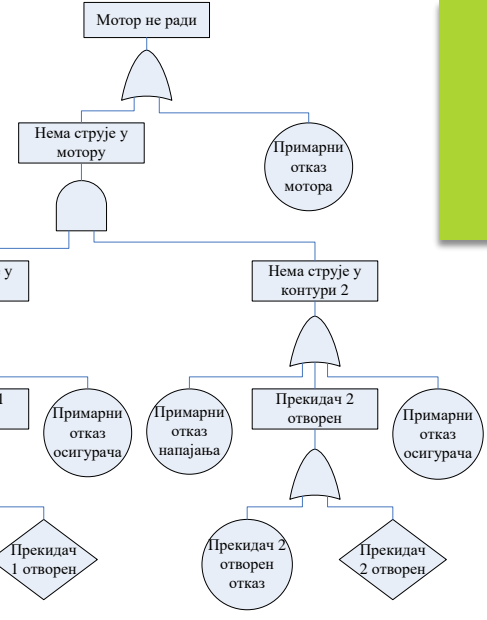 Мотор не ради
Нема струје у
мотору
Примарни
отказ
мотора
у
Нема струје у
контури 2
1
Примарни
отказ
осигурача
Примарни
отказ
напајања
Прекидач 2
отворен
Примарни
отказ
осигурача
Прекидач
1 отворен
Прекидач 2
отворен
отказ
Прекидач
2 отворен